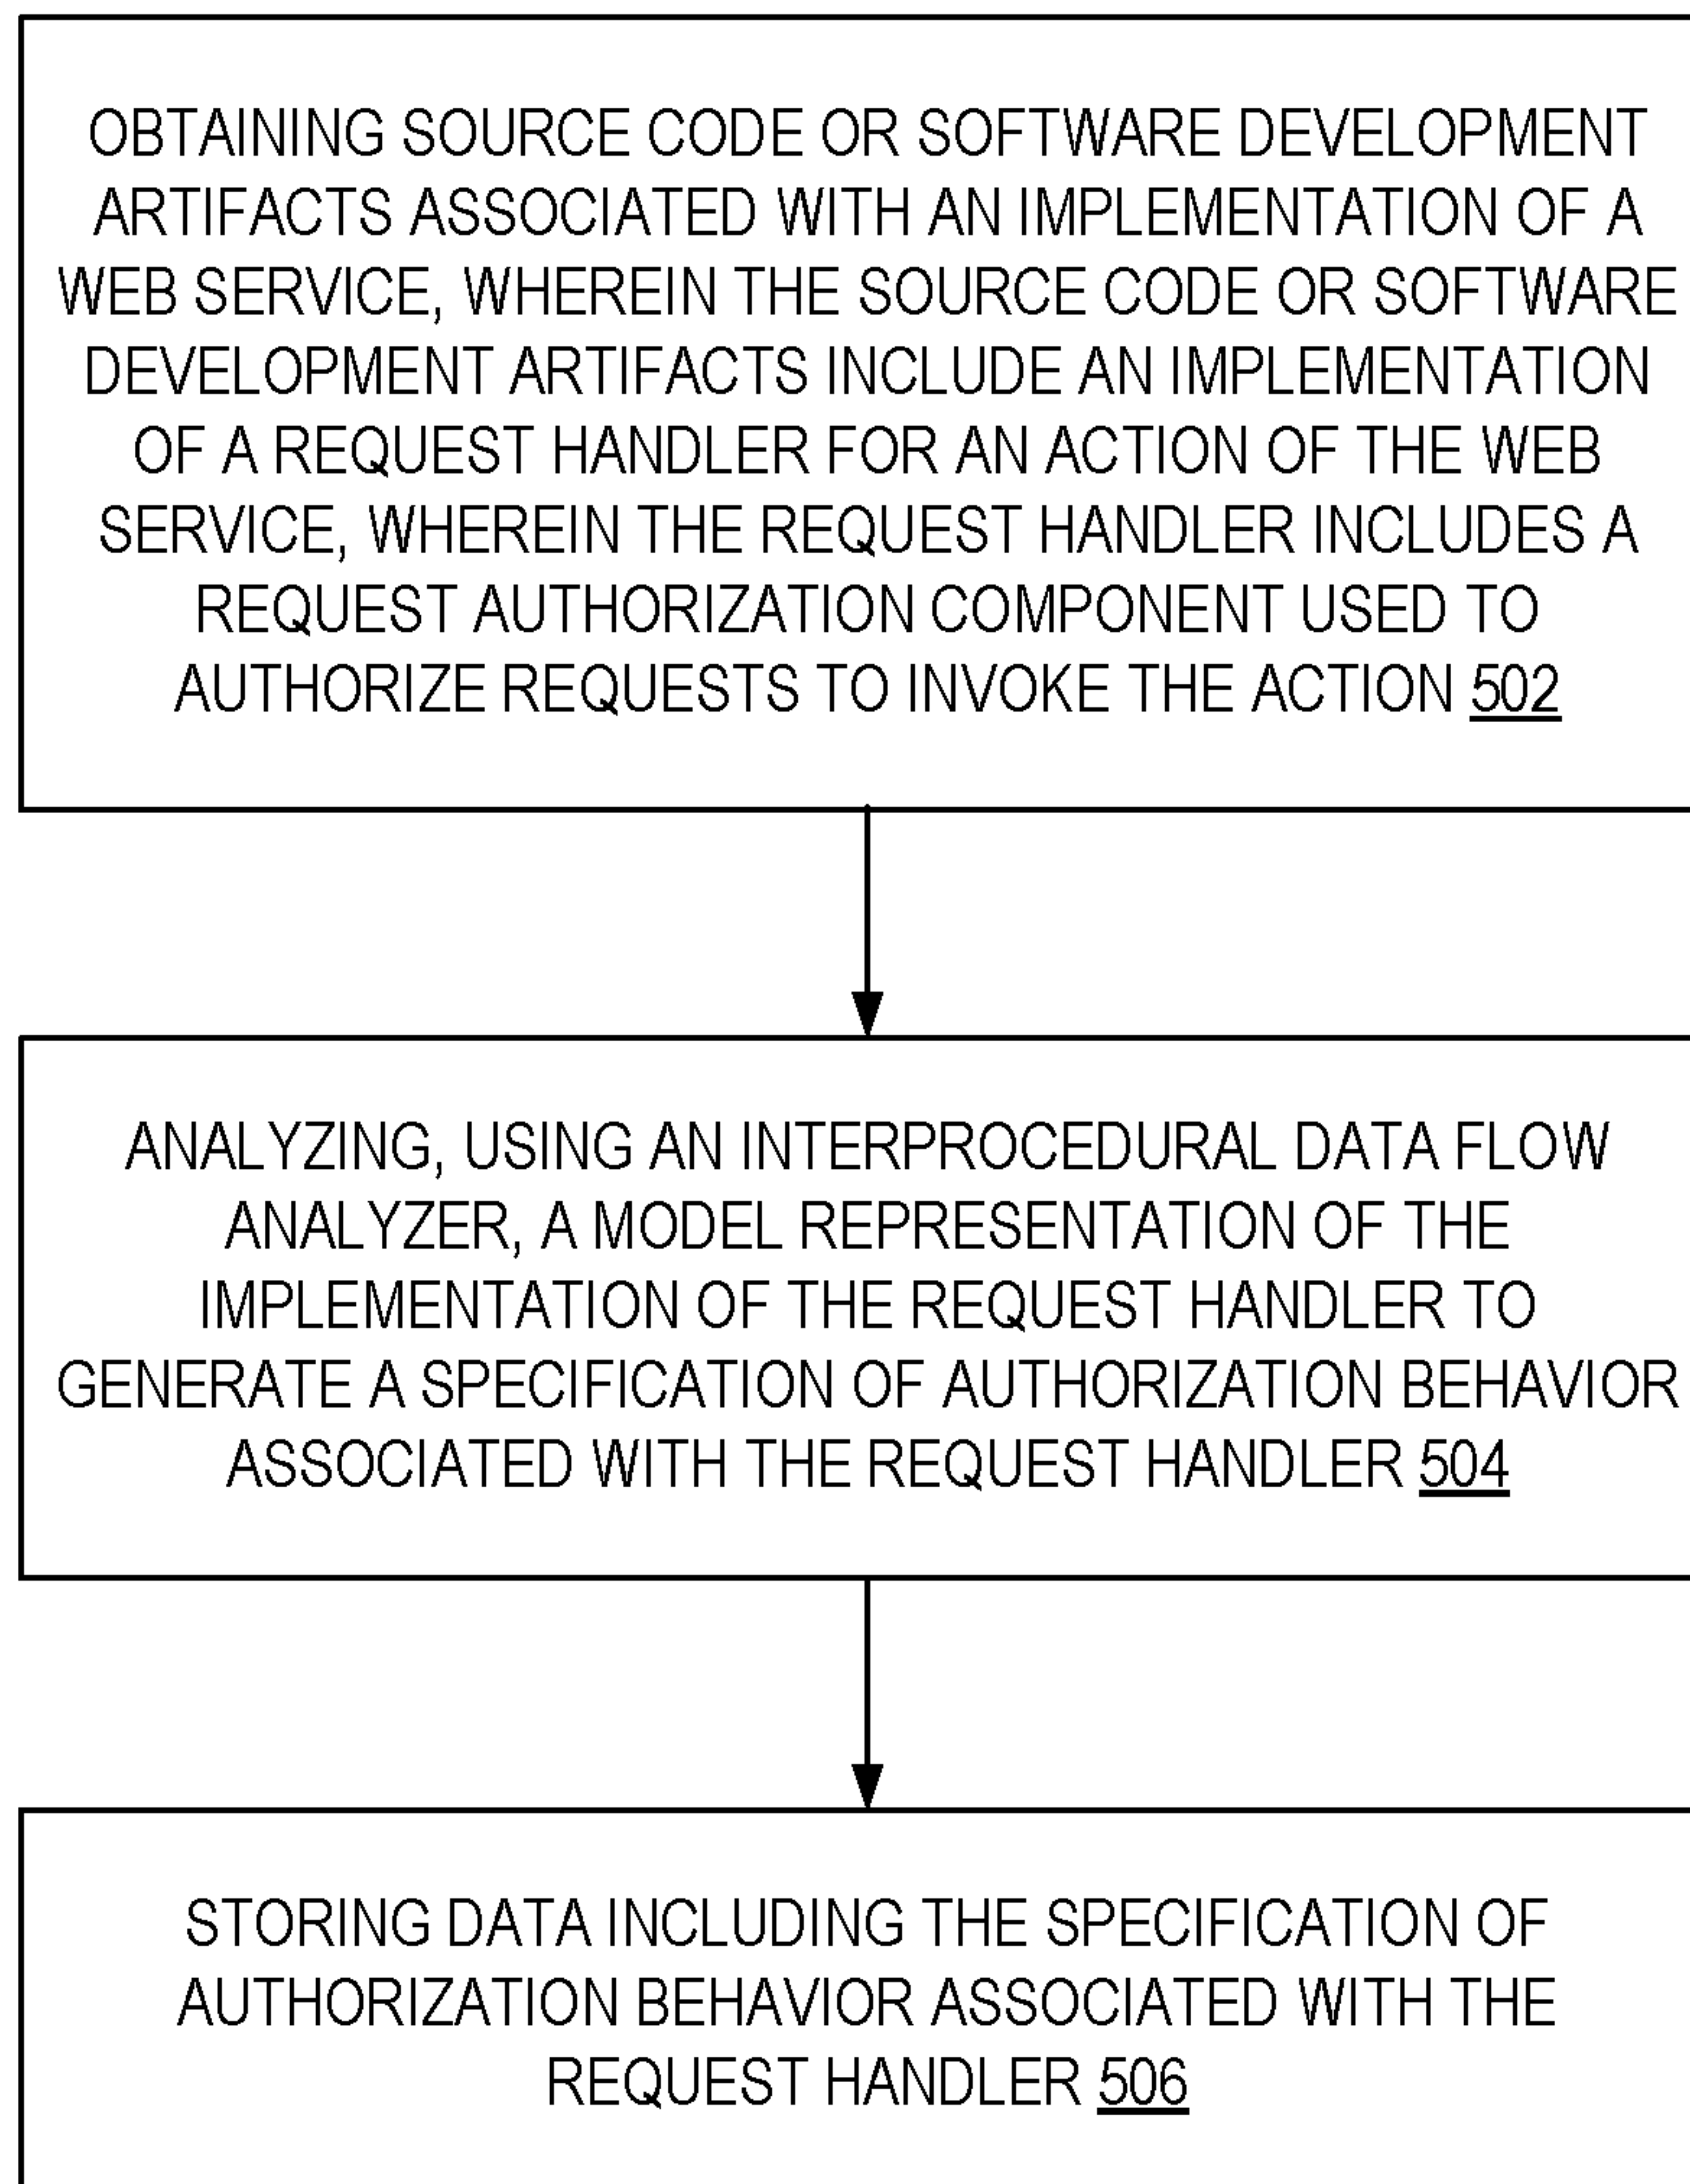 OBTAINING SOURCE CODE OR SOFTWARE DEVELOPMENT
ARTIFACTS ASSOCIATED WITH AN IMPLEMENTATION OF A
WEB SERVICE, WHEREIN THE SOURCE CODE OR SOFTWARE
DEVELOPMENT ARTIFACTS INCLUDE AN IMPLEMENTATION
OF A REQUEST HANDLER FOR AN ACTION OF THE WEB
SERVICE, WHEREIN THE REQUEST HANDLER INCLUDES A
REQUEST AUTHORIZATION COMPONENT USED TO
AUTHORIZE REQUESTS TO INVOKE THE ACTION 502
ANALYZING, USING AN INTERPROCEDURAL DATA FLOW
ANALYZER, A MODEL REPRESENTATION OF THE
IMPLEMENTATION OF THE REQUEST HANDLER TO
GENERATE A SPECIFICATION OF AUTHORIZATION BEHAVIOR
ASSOCIATED WITH THE REQUEST HANDLER 504
STORING DATA INCLUDING THE SPECIFICATION OF
AUTHORIZATION BEHAVIOR ASSOCIATED WITH THE
REQUEST HANDLER 506